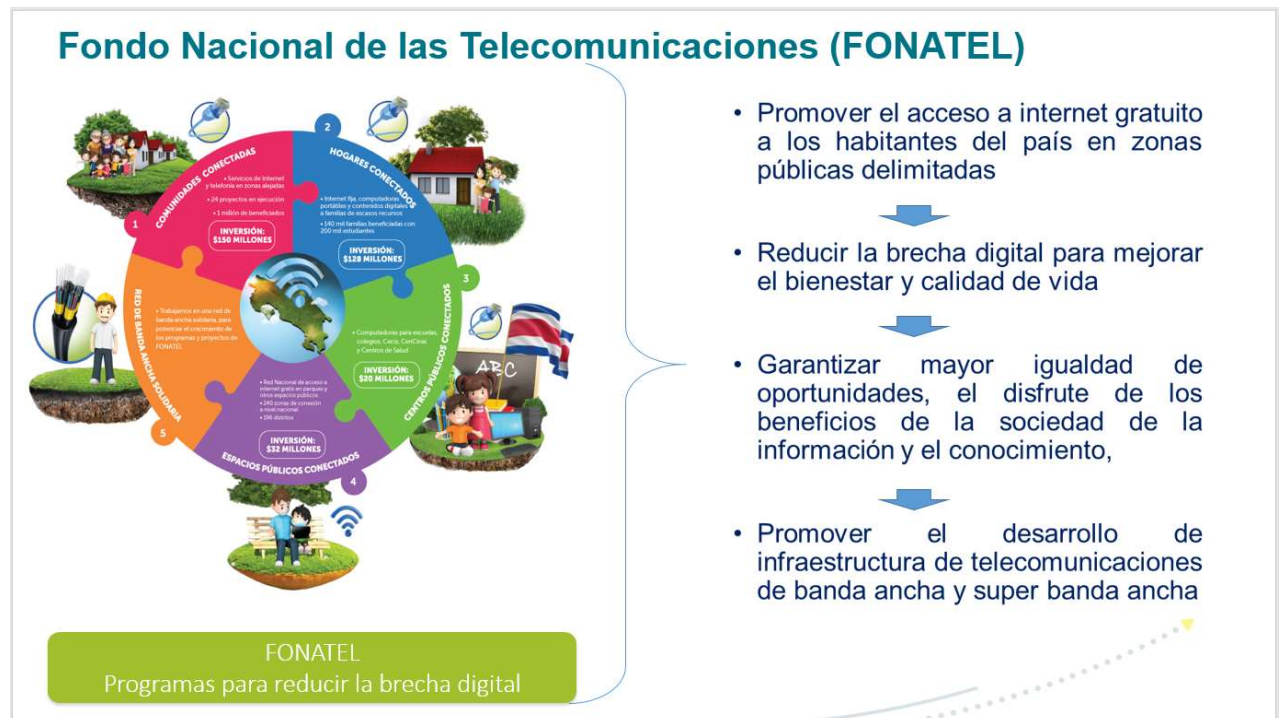 Fondo Nacional de las Telecomunicaciones (FONATEL)
1
COMUNIDADES CONECTADAS
• Servicios de Internet
y telefonía en zonas alejadas
• 24 proyectos en ejecución
• 1 millón de beneficiados
INVERSIÓN:
$150 MILLONES
2
HOGARES CONECTADOS
• Internet fija, computadoras
portátiles y contenidos digitales
a familias de escasos recursos
• 140 mil familias beneficiadas con
200 mil estudiantes
INVERSIÓN:
$128 MILLONES
3
CENTROS PÚBLICOS CONECTADOS
• Computadoras para escuelas,
colegios, Cecis, CenCinai
y Centros de Salud
INVERSIÓN:
$20 MILLONES
ABC
4
ESPACIOS PÚBLICOS CONECTADOS
• Red Nacional de acceso a
internet gratis en parques y
otros espacios públicos
• 240 zonas de conexión
a nivel nacional
• 196 distritos
INVERSIÓN:
$32 MILLONES
5
RED DE BANDA ANCHA SOLIDARIA
• Trabajamos en una red de
banda ancha solidaria, para
potenciar el crecimiento de
los programas y proyectos de
FONATEL
FONATEL
Programas para reducir la brecha digital
• Promover el acceso a internet gratuito
a los habitantes del país en zonas
públicas delimitadas
• Reducir la brecha digital para mejorar
el bienestar y calidad de vida
• Garantizar mayor igualdad de
oportunidades, el disfrute de los
beneficios de la sociedad de la
información y el conocimiento,
• Promover el desarrollo de
infraestructura de telecomunicaciones
de banda ancha y super banda ancha